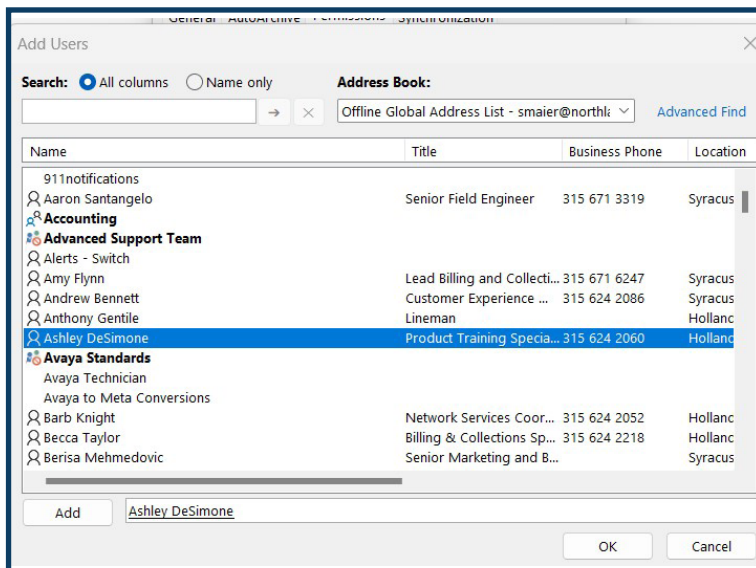 General AutoArchive Permissions Synchronization
Add Users
Search: All columns Name only Address Book:
Offline Global Address List - smaier@northla Advanced Find
Name Title Business Phone Location
911notifications
Aaron Santangelo Senior Field Engineer 315 671 3319 Syracus
Accounting
Advanced Support Team
Alerts - Switch
Amy Flynn Lead Billing and Collecti... 315 671 6247 Syracus
Andrew Bennett Customer Experience ... 315 624 2086 Syracus
Anthony Gentile Lineman Hollanc
Ashley DeSimone Product Training Specia... 315 624 2060 Hollanc
Avaya Standards
Avaya Technician
Avaya to Meta Conversions
Barb Knight Network Services Coor... 315 624 2052 Hollanc
Becca Taylor Billing & Collections Sp... 315 624 2218 Hollanc
Berisa Mehmedovic Senior Marketing and B... Syracus
Add Ashley DeSimone
OK Cancel